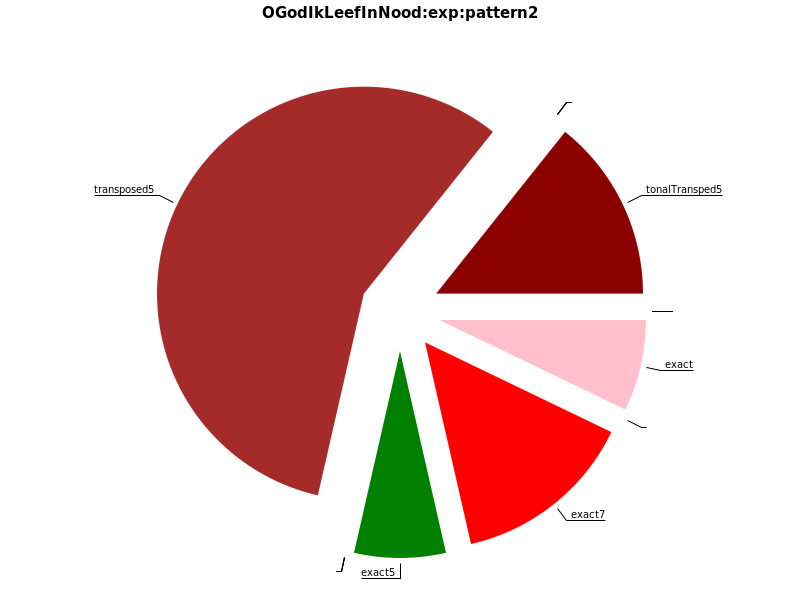 OGodIkLeefInNood:exp:pattern2
transposed5
tonalTransped5
exact
exact7
exact5